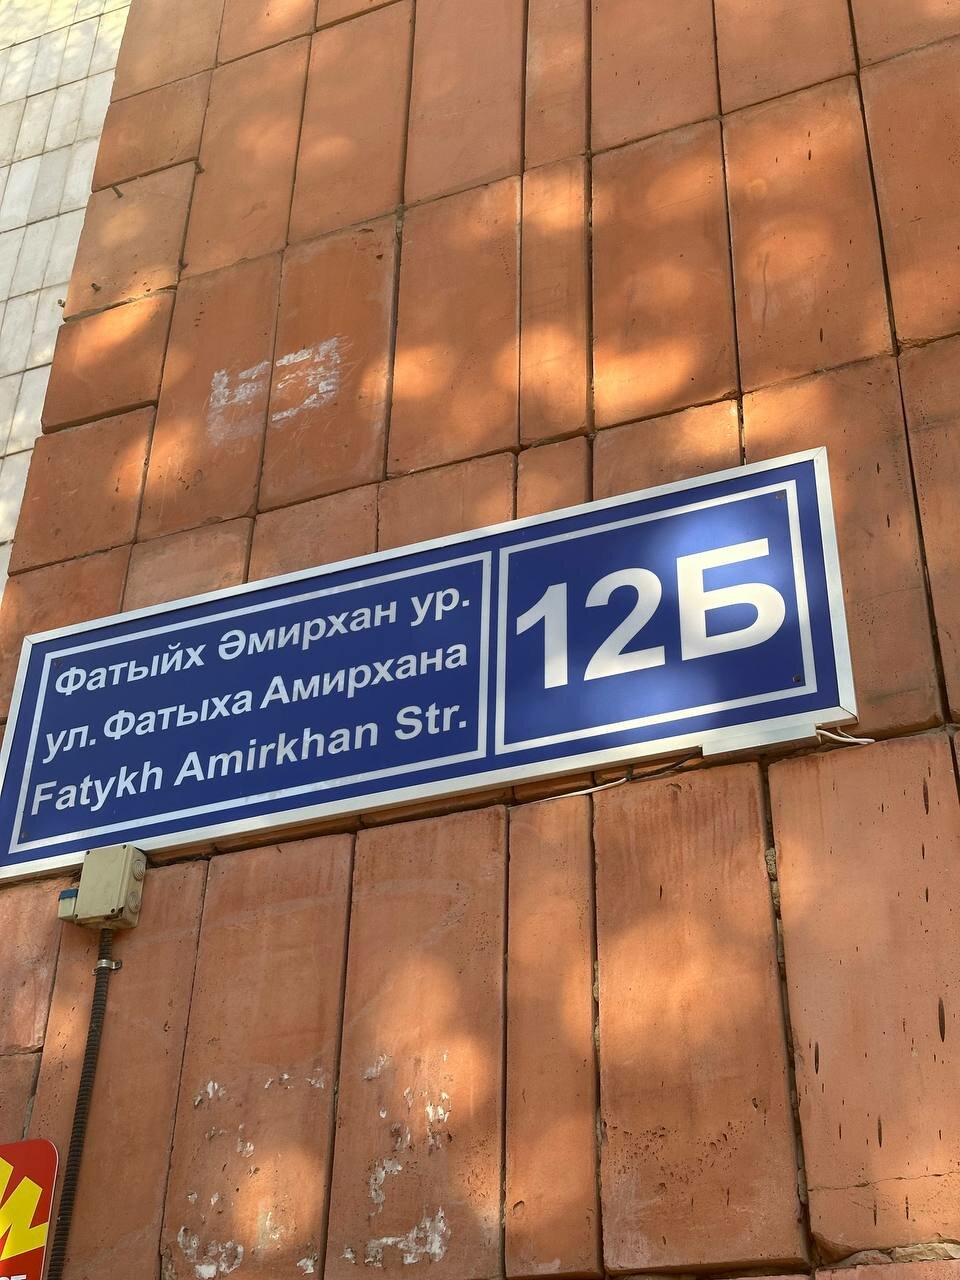 Фатыйх Әмирхан ур.
ул. Фатыха Амирхана
Fatykh Amirkhan Str.
12Б